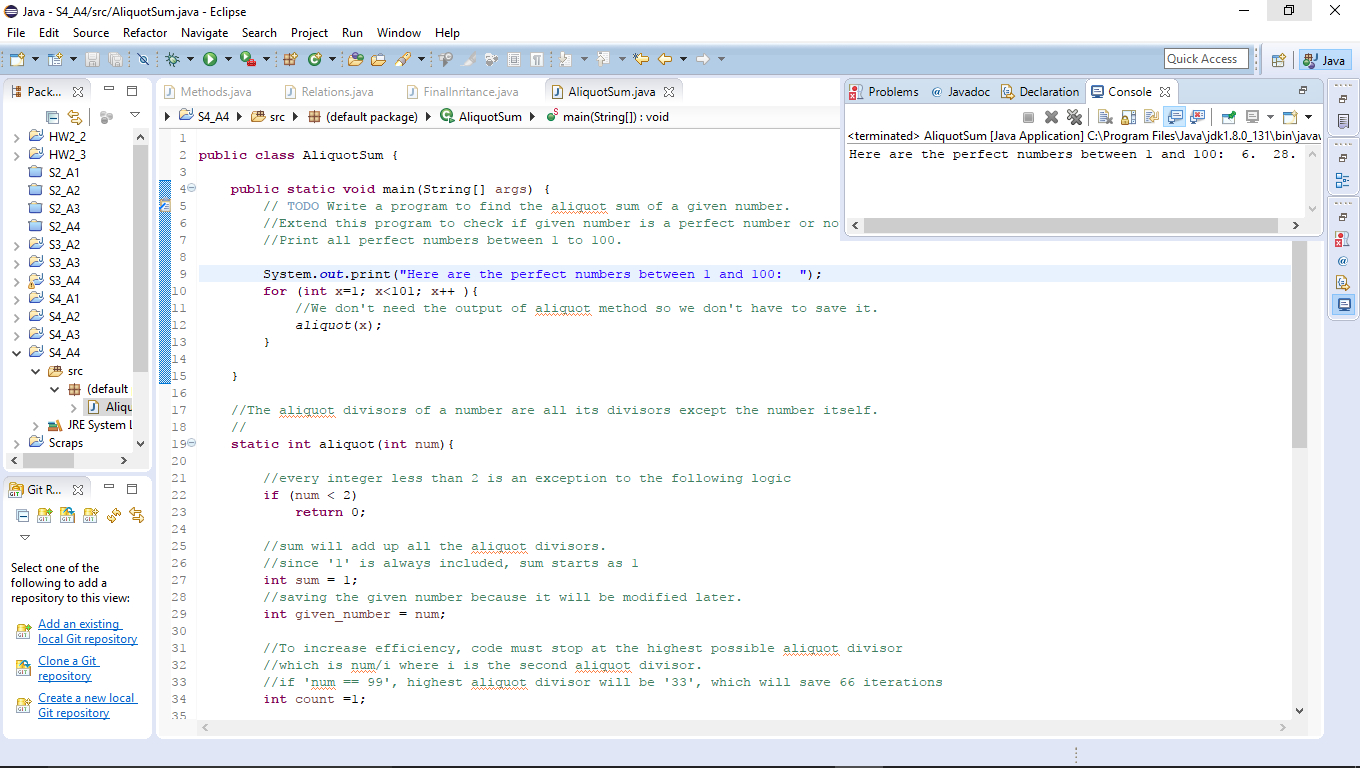 Java - S4_A4/src/AliquotSum.java - Eclipse
File Edit Source Refactor Navigate Search Project Run Window Help
Quick Access
Java
Pack...
HW2_2
HW2_3
S2_A1
S2_A2
S2_A3
S2_A4
S3_A2
S3_A3
S3_A4
S4_A1
S4_A2
S4_A3
S4_A4
src
(default
Aliqu
JRE System L
Scraps
Git R...
Select one of the
following to add a
repository to this view:
Add an existing
local Git repository
Clone a Git
repository
Create a new local
Git repository
Methods.java Relations.java FinalInritance.java AliquotSum.java
S4_A4 src (default package) AliquotSum main(String[]) : void
1
2 public class AliquotSum {
3
4 public static void main(String[] args) {
5 // TODO Write a program to find the aliquot sum of a given number.
6 //Extend this program to check if given number is a perfect number or no
7 //Print all perfect numbers between 1 to 100.
8
9 System.out.print("Here are the perfect numbers between 1 and 100:  ");
10 for (int x=1; x<101; x++ ){
11 //We don't need the output of aliquot method so we don't have to save it.
12 aliquot(x);
13 }
14
15 }
16
17 //The aliquot divisors of a number are all its divisors except the number itself.
18 //
19 static int aliquot(int num){
20
21 //every integer less than 2 is an exception to the following logic
22 if (num < 2)
23 return 0;
24
25 //sum will add up all the aliquot divisors.
26 //since '1' is always included, sum starts as 1
27 int sum = 1;
28 //saving the given number because it will be modified later.
29 int given_number = num;
30
31 //To increase efficiency, code must stop at the highest possible aliquot divisor
32 //which is num/i where i is the second aliquot divisor.
33 //if 'num == 99', highest aliquot divisor will be '33', which will save 66 iterations
34 int count =1;
35
Problems Javadoc Declaration Console
<terminated> AliquotSum [Java Application] C:\Program Files\Java\jdk1.8.0_131\bin\javav
Here are the perfect numbers between 1 and 100:  6.  28.